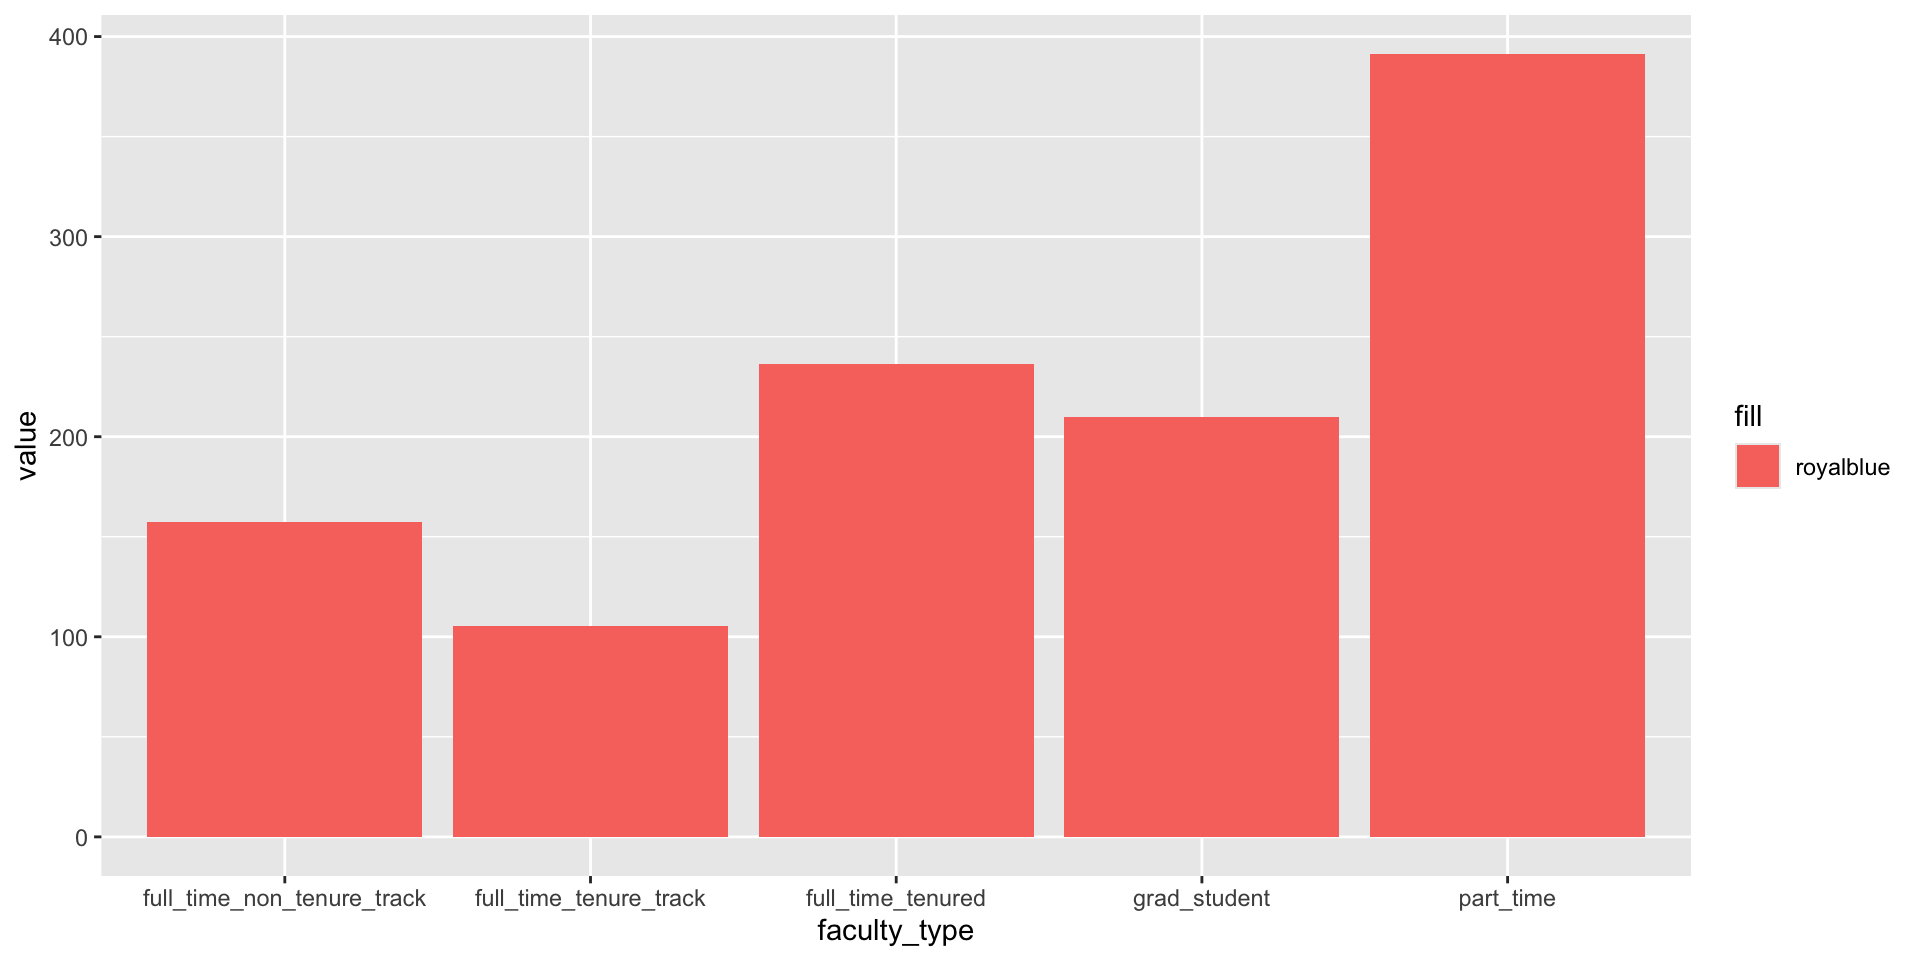 400
300
200
100
0
value
full_time_non_tenure_track
full_time_tenure_track
full_time_tenured
grad_student
part_time
faculty_type
fill
royalblue